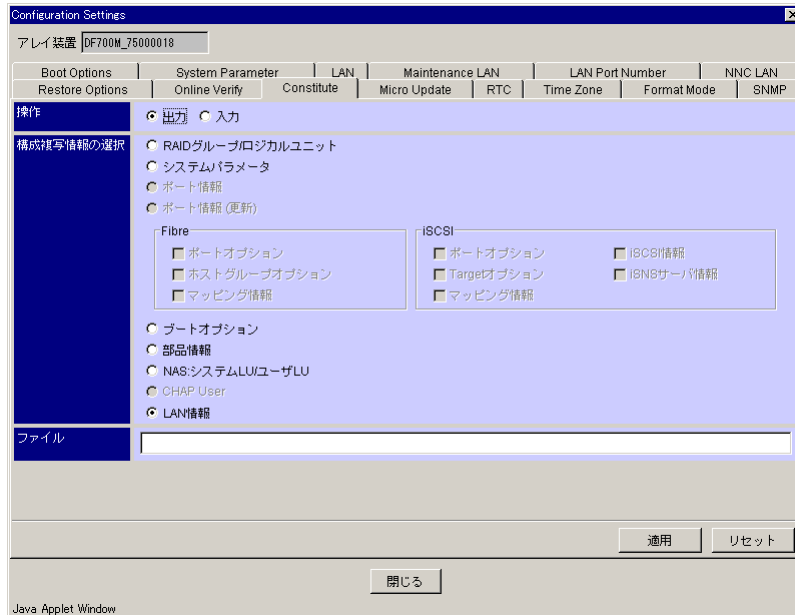 Configuration Settings
アレイ装置 DF700M_75000018
Boot Options System Parameter LAN Maintenance LAN LAN Port Number NNC LAN
Restore Options Online Verify Constitute Micro Update RTC Time Zone Format Mode SNMP
操作 出力 入力
構成複写情報の選択 RAIDグループ/ロジカルユニット
システムパラメータ
ポート情報
ポート情報 (更新)
Fibre iSCSI
ポートオプション ポートオプション iSCSI情報
ホストグループオプション Targetオプション iSNSサーバ情報
マッピング情報 マッピング情報
ブートオプション
部品情報
NAS:システムLU/ユーザLU
CHAP User
LAN情報
ファイル
適用 リセット
閉じる
Java Applet Window